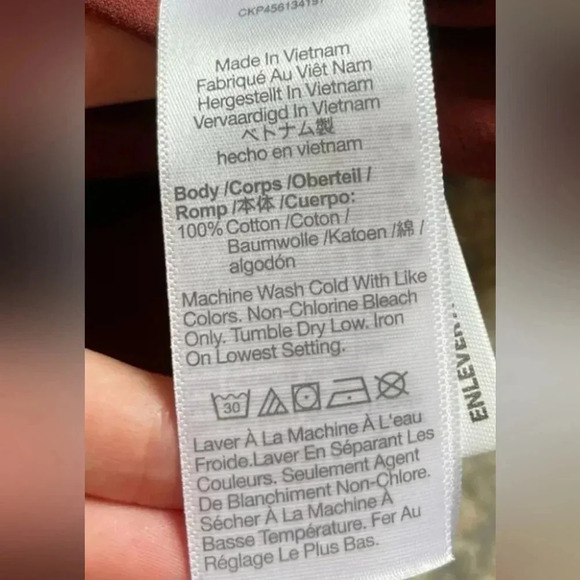 CKP456134197
Made In Vietnam
Fabriqué Au Viêt Nam
Hergestellt In Vietnam
Vervaardigd In Vietnam
ベトナム製
hecho en vietnam
Body /Corps /Oberteil /
Romp /本体 /Cuerpo:
100% Cotton /Coton /
Baumwolle /Katoen /綿 /
algodón
Machine Wash Cold With Like
Colors. Non-Chlorine Bleach
Only. Tumble Dry Low. Iron
On Lowest Setting.
30
Laver À La Machine À L'eau
Froide.Laver En Séparant Les
Couleurs. Seulement Agent
De Blanchiment Non-Chlore.
Sécher À La Machine À
Basse Température. Fer Au
Réglage Le Plus Bas.